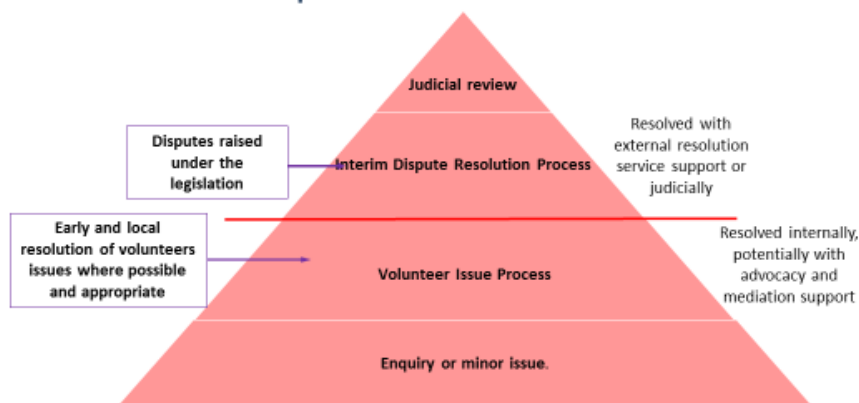 Judicial review
Disputes raised
under the
legislation
Interim Dispute Resolution Process
Resolved with
external resolution
service support or
judicially
Early and local
resolution of volunteers
issues where possible
and appropriate
Volunteer Issue Process
Resolved internally,
potentially with
advocacy and
mediation support
Enquiry or minor issue.